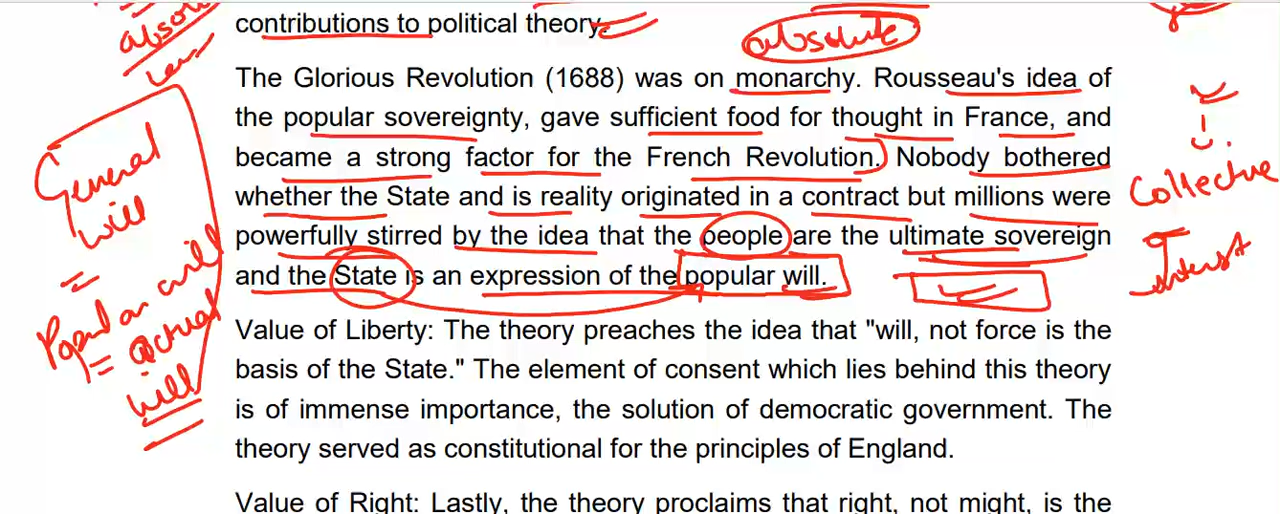 contributions to political theory.
absolute
The Glorious Revolution (1688) was on monarchy. Rousseau's idea of
the popular sovereignty, gave sufficient food for thought in France, and
became a strong factor for the French Revolution. Nobody bothered
whether the State and is reality originated in a contract but millions were
powerfully stirred by the idea that the people are the ultimate sovereign
and the State is an expression of the popular will.
Value of Liberty: The theory preaches the idea that "will, not force is the
basis of the State." The element of consent which lies behind this theory
is of immense importance, the solution of democratic government. The
theory served as constitutional for the principles of England.
Value of Right: Lastly, the theory proclaims that right, not might, is the
General
will
=
will
= actual
will
Collective
Interest